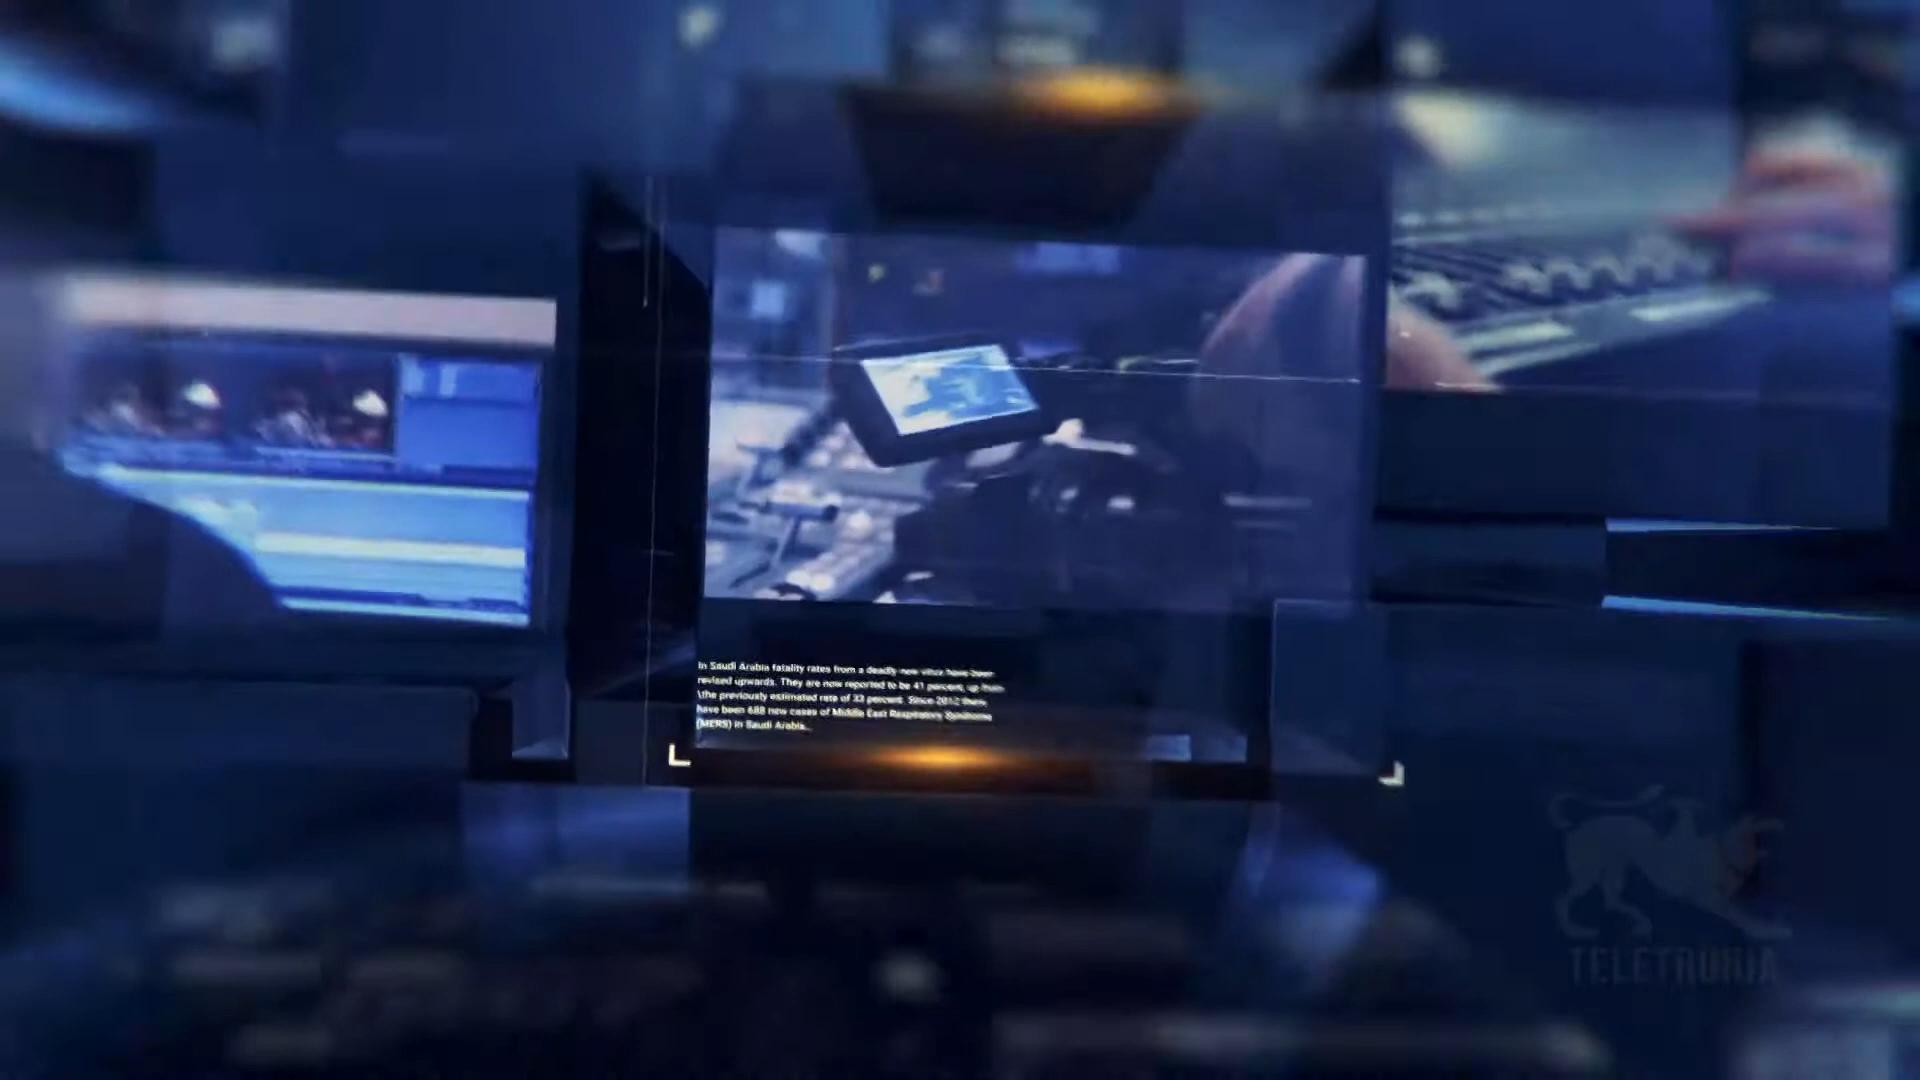 In Saudi Arabia fatality rates from a deadly new virus have been
revised upwards. They are now reported to be 41 percent, up from
\the previously estimated rate of 33 percent. Since 2012 there
have been 688 new cases of Middle East Respiratory Syndrome
(MERS) in Saudi Arabia.
TELETRURIA